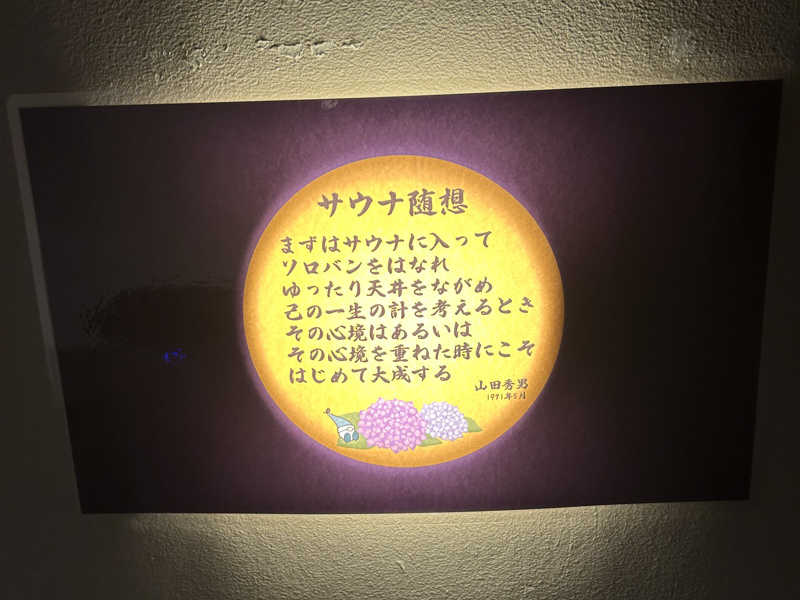 サウナ随想
まずはサウナに入って
ソロバンをはなれ
ゆったり天井をながめ
己の一生の計を考えるとき
その心境はあるいは
その心境を重ねた時にこそ
はじめて大成する
山田秀男
1971年5月